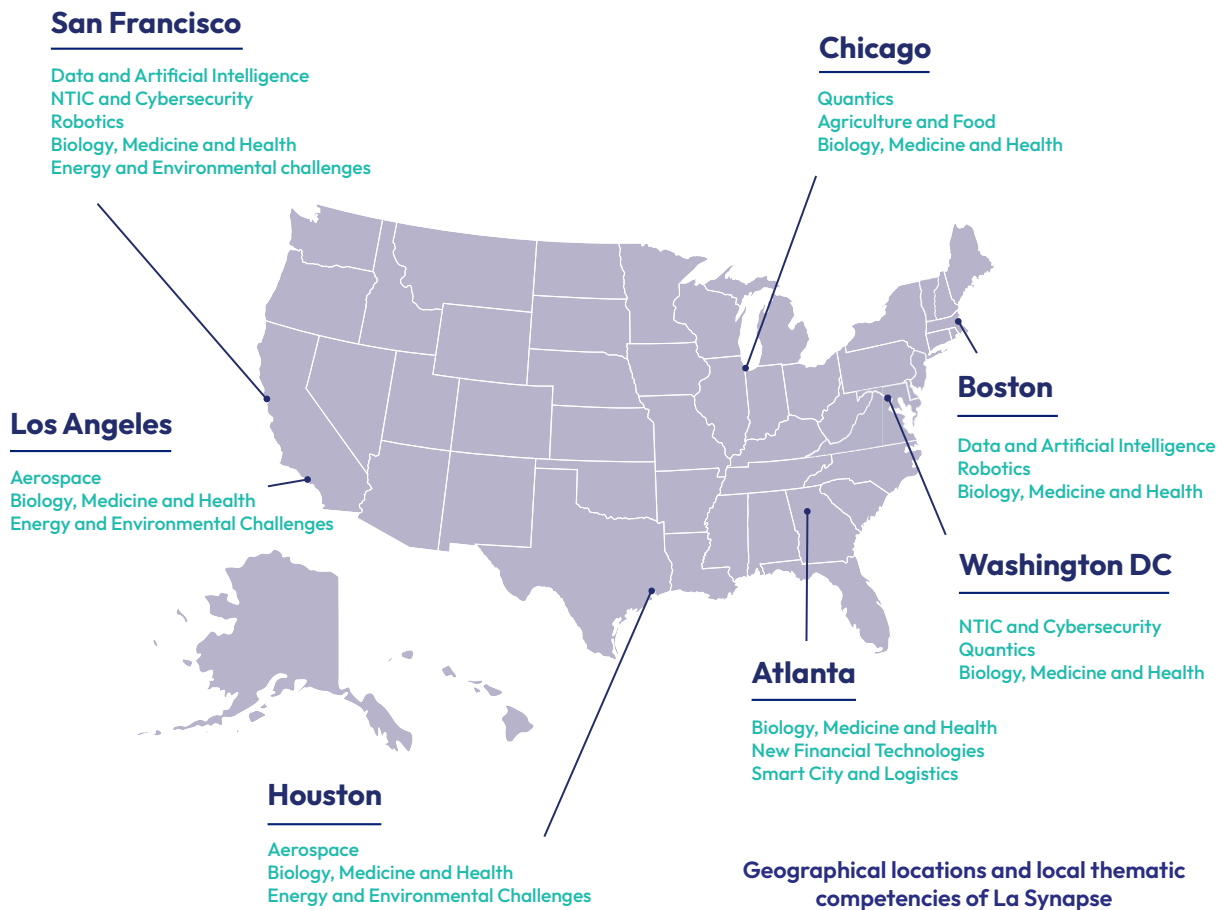 San Francisco
Data and Artificial Intelligence
NTIC and Cybersecurity
Robotics
Biology, Medicine and Health
Energy and Environmental challenges
Chicago
Quantics
Agriculture and Food
Biology, Medicine and Health
Los Angeles
Aerospace
Biology, Medicine and Health
Energy and Environmental Challenges
Boston
Data and Artificial Intelligence
Robotics
Biology, Medicine and Health
Washington DC
NTIC and Cybersecurity
Quantics
Biology, Medicine and Health
Atlanta
Biology, Medicine and Health
New Financial Technologies
Smart City and Logistics
Houston
Aerospace
Biology, Medicine and Health
Energy and Environmental Challenges
Geographical locations and local thematic
competencies of La Synapse